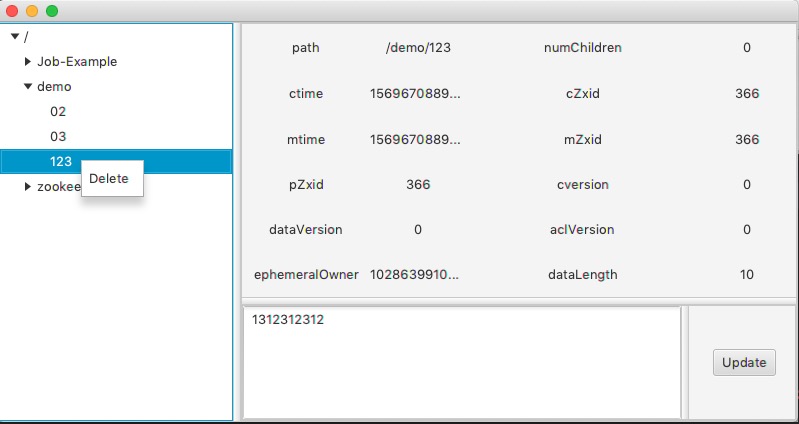 /
Job-Example
demo
02
03
123
Delete
zookee
path /demo/123 numChildren 0
ctime 1569670889... cZxid 366
mtime 1569670889... mZxid 366
pZxid 366 cversion 0
dataVersion 0 aclVersion 0
ephemeralOwner 1028639910... dataLength 10
1312312312
Update